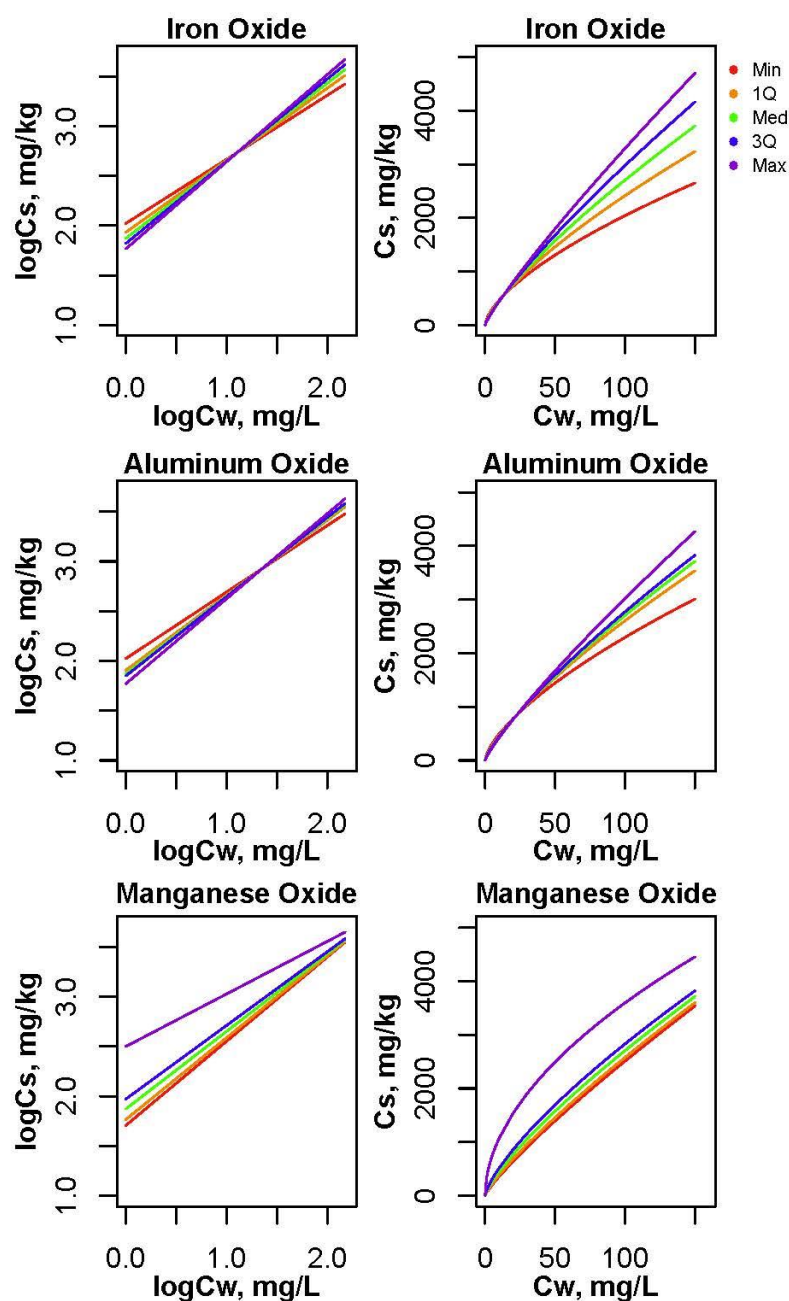 Iron Oxide
logCs, mg/kg
1.0 2.0 3.0
0.0 1.0 2.0
logCw, mg/L
Iron Oxide
Cs, mg/kg
0 2000 4000
0 50 100
Cw, mg/L
Min
1Q
Med
3Q
Max
Aluminum Oxide
logCs, mg/kg
1.0 2.0 3.0
0.0 1.0 2.0
logCw, mg/L
Aluminum Oxide
Cs, mg/kg
0 2000 4000
0 50 100
Cw, mg/L
Manganese Oxide
logCs, mg/kg
1.0 2.0 3.0
0.0 1.0 2.0
logCw, mg/L
Manganese Oxide
Cs, mg/kg
0 2000 4000
0 50 100
Cw, mg/L